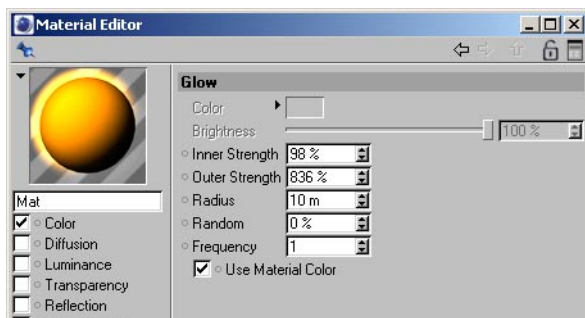 Material Editor
Glow
Color
Brightness 100 %
Inner Strength 98 %
Outer Strength 836 %
Radius 10 m
Random 0 %
Frequency 1
Use Material Color
Mat
Color
Diffusion
Luminance
Transparency
Reflection